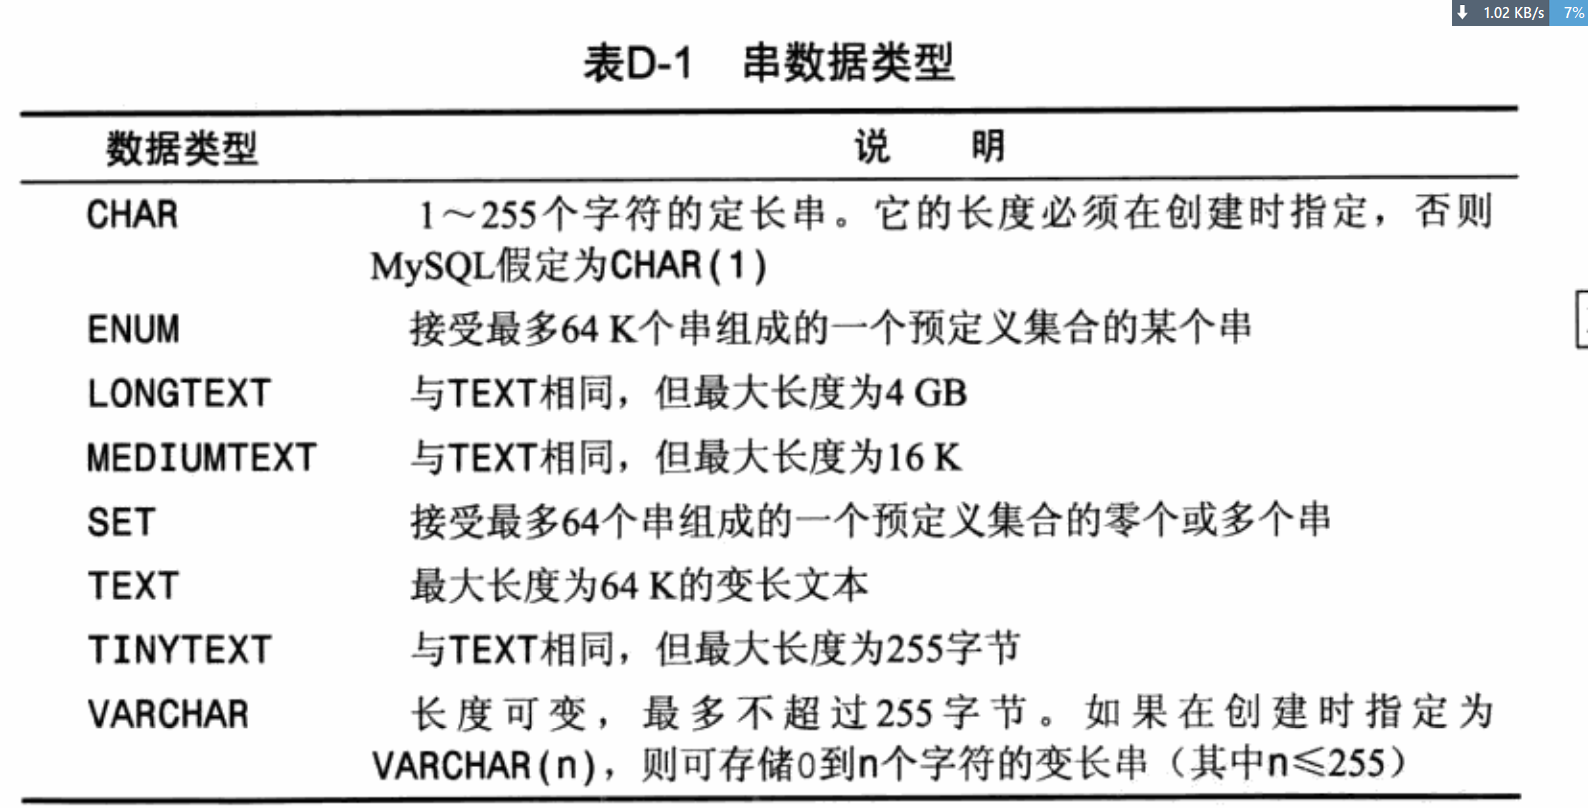 1.02 KB/s 7%
表D-1 串数据类型
数据类型 说 明
CHAR 1～255个字符的定长串。它的长度必须在创建时指定，否则
MySQL假定为CHAR(1)
ENUM 接受最多64 K个串组成的一个预定义集合的某个串
LONGTEXT 与TEXT相同，但最大长度为4 GB
MEDIUMTEXT 与TEXT相同，但最大长度为16 K
SET 接受最多64个串组成的一个预定义集合的零个或多个串
TEXT 最大长度为64 K的变长文本
TINYTEXT 与TEXT相同，但最大长度为255字节
VARCHAR 长度可变，最多不超过255字节。如果在创建时指定为
VARCHAR(n)，则可存储0到n个字符的变长串（其中n≤255）